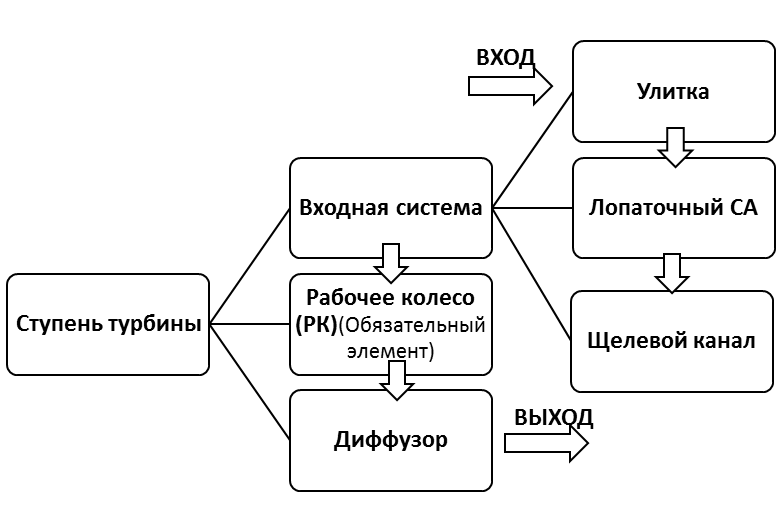 ВХОД
Улитка
Входная система
Лопаточный СА
Ступень турбины
Рабочее колесо
(РК)(Обязательный
элемент)
Щелевой канал
Диффузор
ВЫХОД